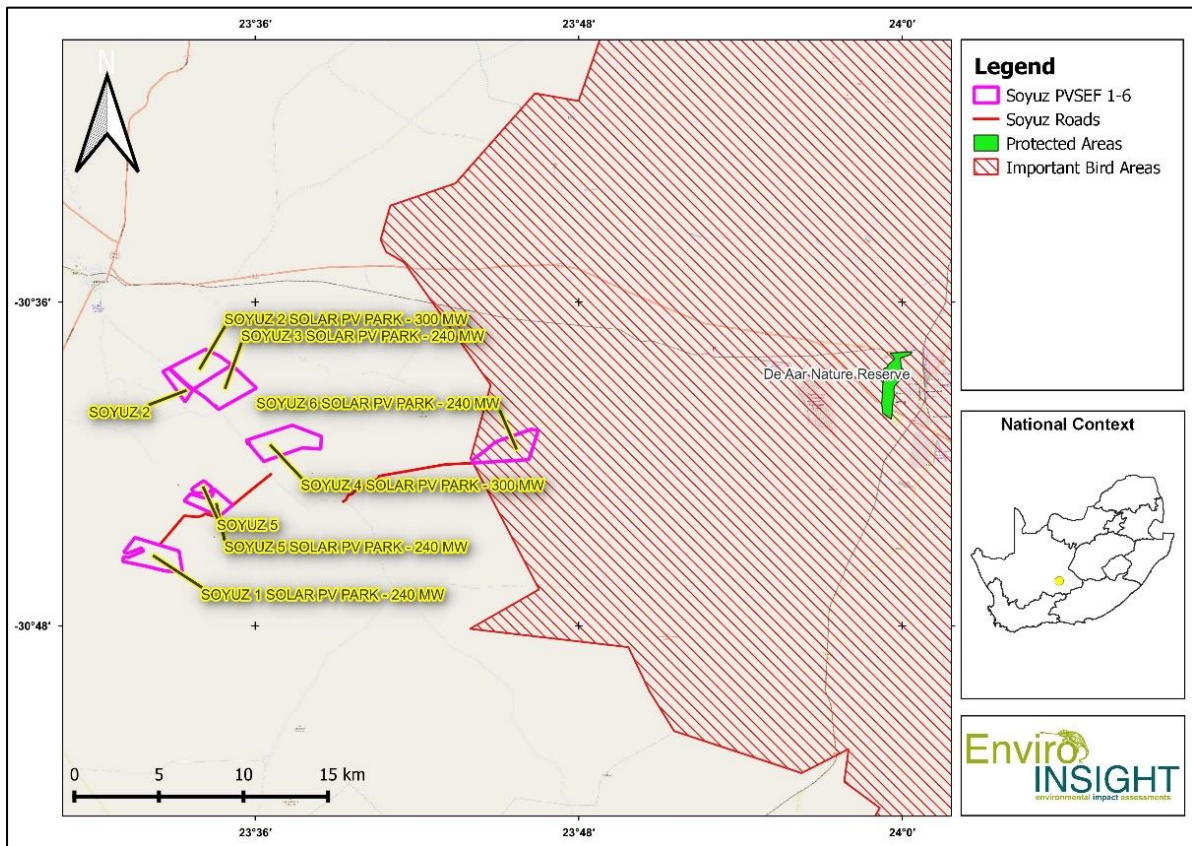 23°36' 23°48' 24°0'
N
-30°36'
SOYUZ 2 SOLAR PV PARK - 300 MW
SOYUZ 3 SOLAR PV PARK - 240 MW
SOYUZ 2
SOYUZ 6 SOLAR PV PARK - 240 MW
De Aar Nature Reserve
SOYUZ 4 SOLAR PV PARK - 300 MW
SOYUZ 5
SOYUZ 5 SOLAR PV PARK - 240 MW
SOYUZ 1 SOLAR PV PARK - 240 MW
-30°48'
0 5 10 15 km
23°36' 23°48' 24°0'
Legend
Soyuz PVSEF 1-6
Soyuz Roads
Protected Areas
Important Bird Areas
National Context
Enviro
INSIGHT
environmental impact assessments